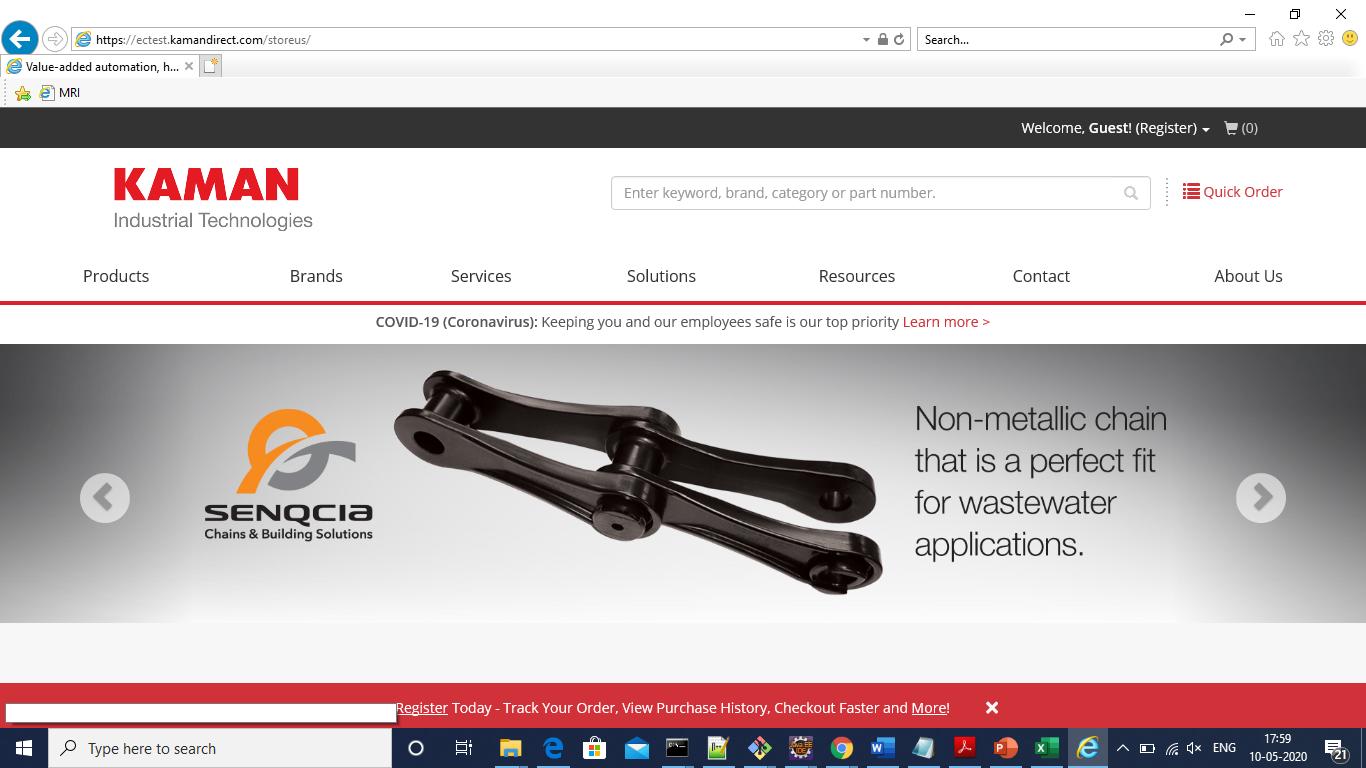 https://ectest.kamandirect.com/storeus/
Search...
Value-added automation, h...
MRI
Welcome, Guest! (Register)
(0)
KAMAN
Industrial Technologies
Enter keyword, brand, category or part number.
Quick Order
Products Brands Services Solutions Resources Contact About Us
COVID-19 (Coronavirus): Keeping you and our employees safe is our top priority Learn more >
SENQCIA
Chains & Building Solutions
Non-metallic chain
that is a perfect fit
for wastewater
applications.
Register Today - Track Your Order, View Purchase History, Checkout Faster and More!
Type here to search
ENG
17:59
10-05-2020
21